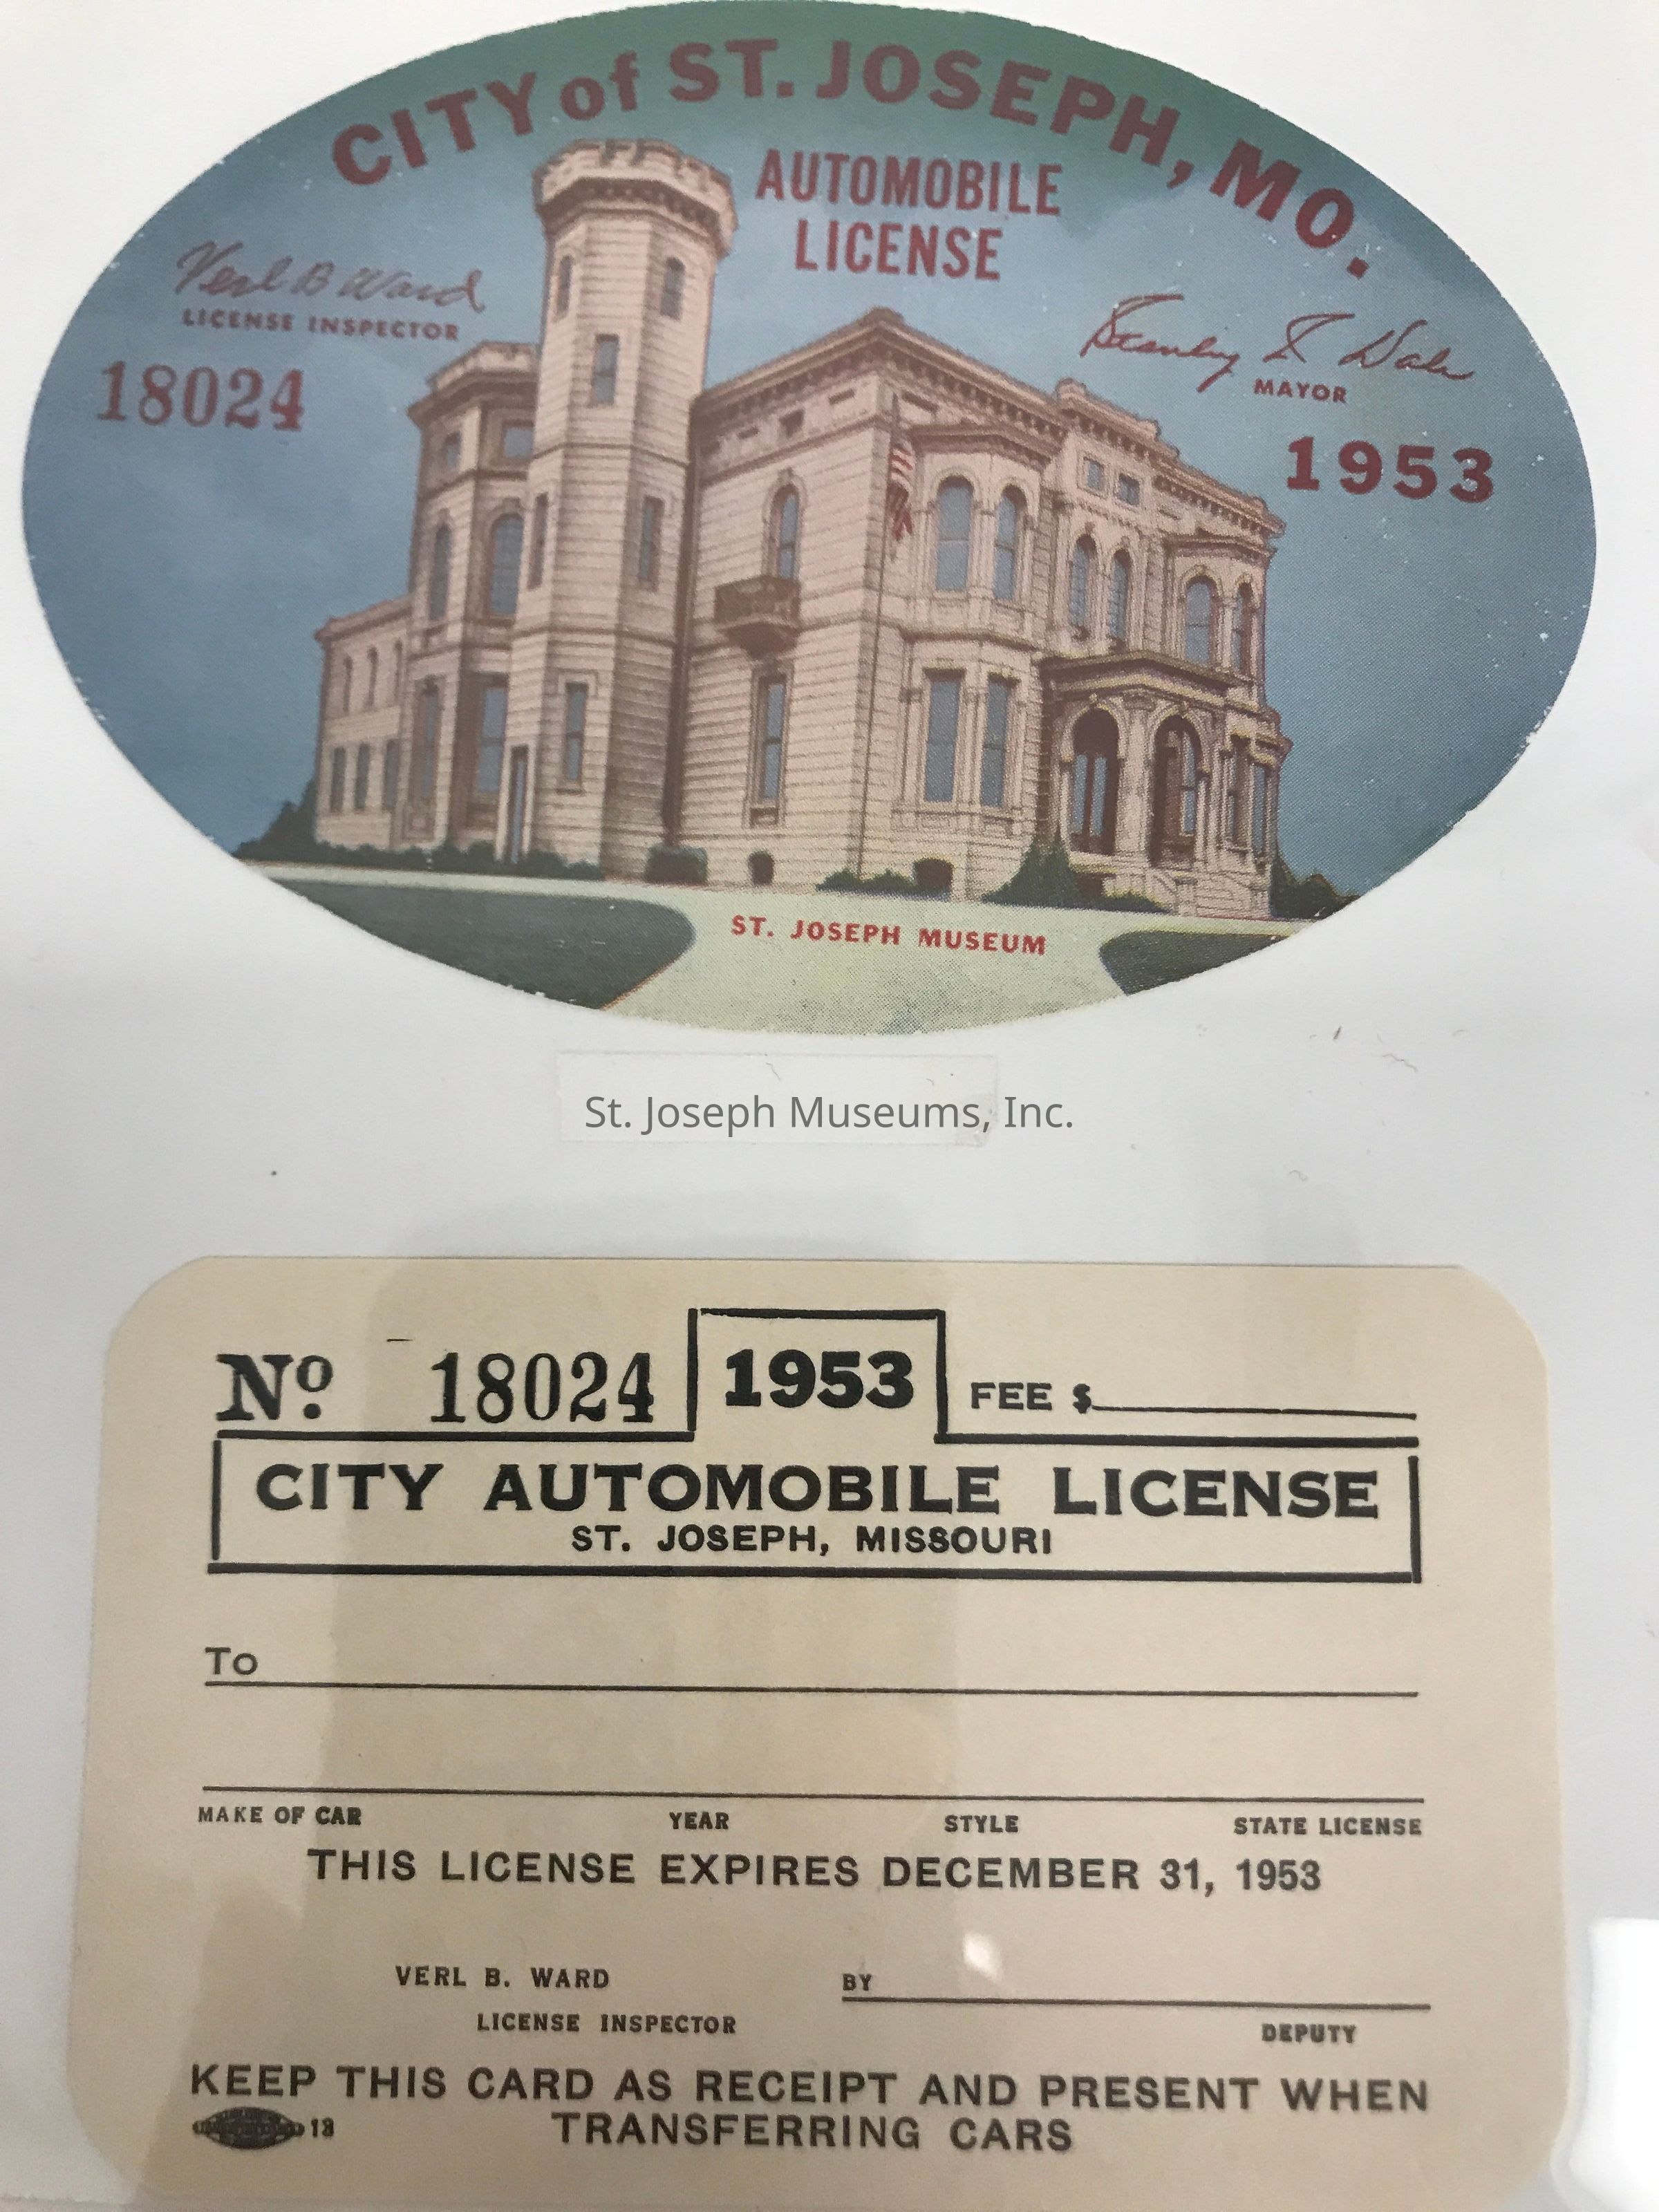 CITY of ST. JOSEPH, MO.
AUTOMOBILE
LICENSE
Verl B Ward
LICENSE INSPECTOR
18024
Stanley I Dale
MAYOR
1953
ST. JOSEPH MUSEUM
St. Joseph Museums, Inc.
No. 18024 1953 FEE $
CITY AUTOMOBILE LICENSE
ST. JOSEPH, MISSOURI
To
MAKE OF CAR YEAR STYLE STATE LICENSE
THIS LICENSE EXPIRES DECEMBER 31, 1953
VERL B. WARD BY
LICENSE INSPECTOR DEPUTY
KEEP THIS CARD AS RECEIPT AND PRESENT WHEN
TRANSFERRING CARS
13